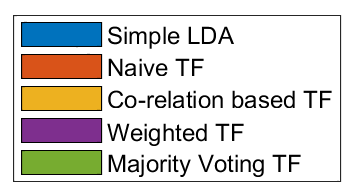 Simple LDA
Naive TF
Co-relation based TF
Weighted TF
Majority Voting TF